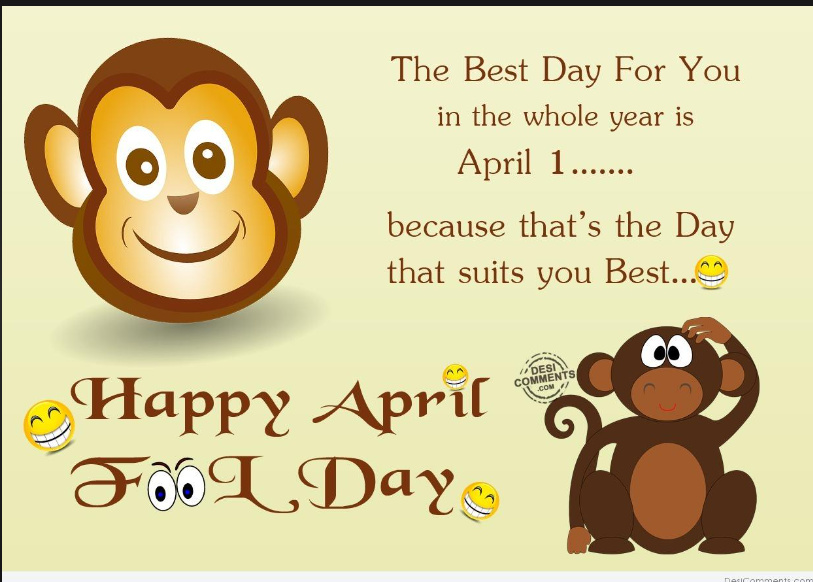 The Best Day For You
in the whole year is
April 1.......
because that's the Day
that suits you Best...
DESI
COMMENTS
.COM
Happy April
FOOL Day
DesiComments.com